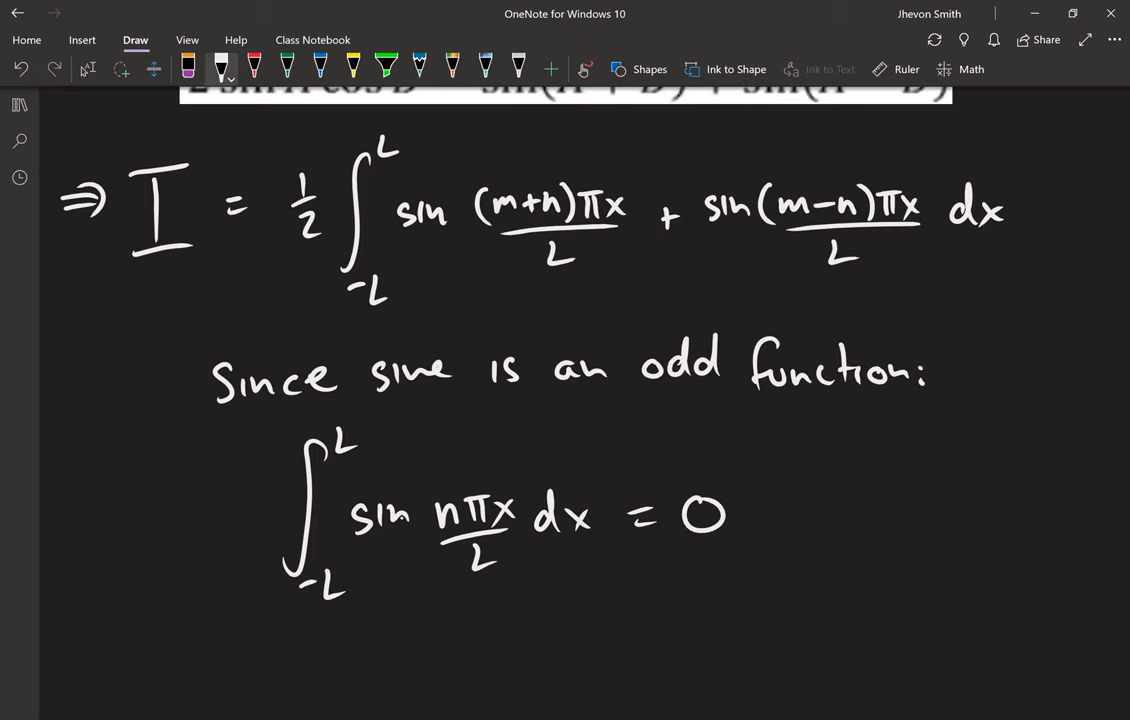 OneNote for Windows 10
Jhevon Smith
Home Insert Draw View Help Class Notebook Share
Shapes Ink to Shape Ink to Text Ruler Math
⇒ I = 1/2 ∫_{-L}^{L} sin (m+n)πx/L + sin (m-n)πx/L dx
Since sine is an odd function:
∫_{-L}^{L} sin nπx/L dx = 0